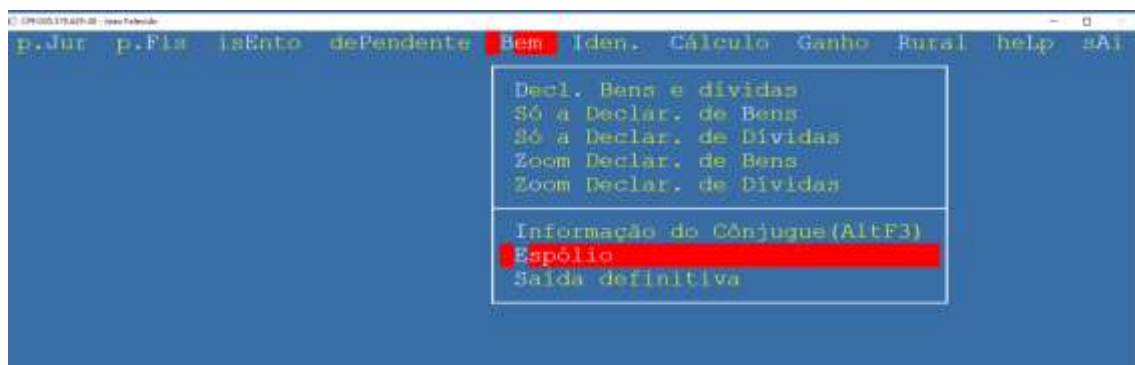 p.Jur p.Fis isEnto dePendente Bem Iden. Cálculo Ganho Rural heLp sAi
Decl. Bens e dívidas
Só a Declar. de Bens
Só a Declar. de Dívidas
Zoom Declar. de Bens
Zoom Declar. de Dívidas
Informação do Cônjugue(AltF3)
Espólio
Saída definitiva